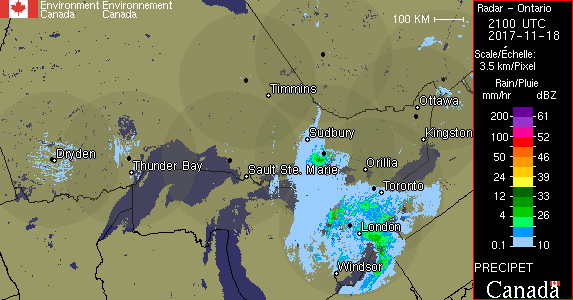 Environment Environnement
Canada Canada
100 KM
Timmins
Ottawa
Sudbury
Kingston
Dryden
Thunder Bay
Sault Ste. Marie
Orillia
Toronto
London
Windsor
Radar - Ontario
2100 UTC
2017-11-18
Scale/Échelle:
3.5 km/Pixel
Rain/Pluie
mm/hr dBZ
200 61
100 52
50 46
24 39
12 33
4 26
0.1 10
PRECIPET
Canada